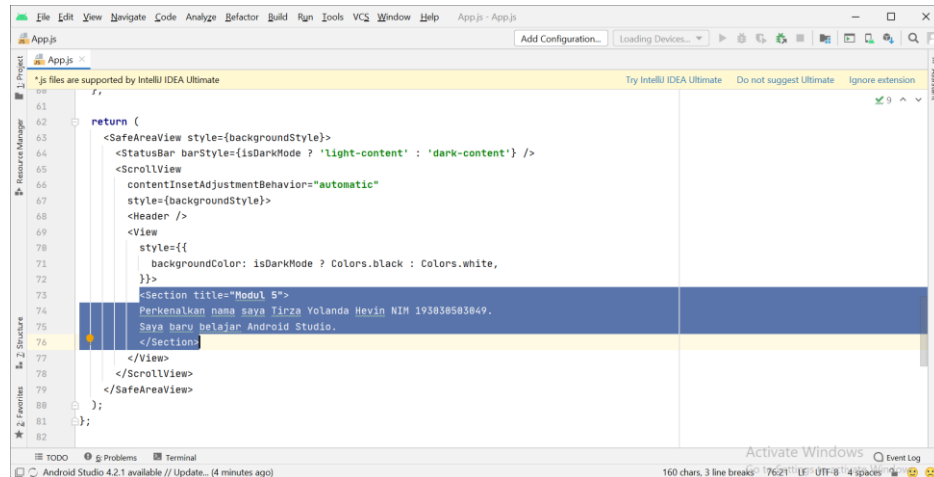 File Edit View Navigate Code Analyze Refactor Build Run Tools VCS Window Help App.js - App.js
App.js Add Configuration... Loading Devices...
App.js
*.js files are supported by IntelliJ IDEA Ultimate Try IntelliJ IDEA Ultimate Do not suggest Ultimate Ignore extension
60 };
61 9
62 return (
63 <SafeAreaView style={backgroundStyle}>
64 <StatusBar barStyle={isDarkMode ? 'light-content' : 'dark-content'} />
65 <ScrollView
66 contentInsetAdjustmentBehavior="automatic"
67 style={backgroundStyle}>
68 <Header />
69 <View
70 style={{
71 backgroundColor: isDarkMode ? Colors.black : Colors.white,
72 }}>
73 <Section title="Modul 5">
74 Perkenalkan nama saya Tirza Yolanda Hevin NIM 193030503049.
75 Saya baru belajar Android Studio.
76 </Section>
77 </View>
78 </ScrollView>
79 </SafeAreaView>
80 );
81 };
82
1: Project
Resource Manager
Z: Structure
2: Favorites
Activate Windows
TODO 6: Problems Terminal Event Log
Android Studio 4.2.1 available // Update... (4 minutes ago) 160 chars, 3 line breaks 76:21 LF UTF-8 4 spaces